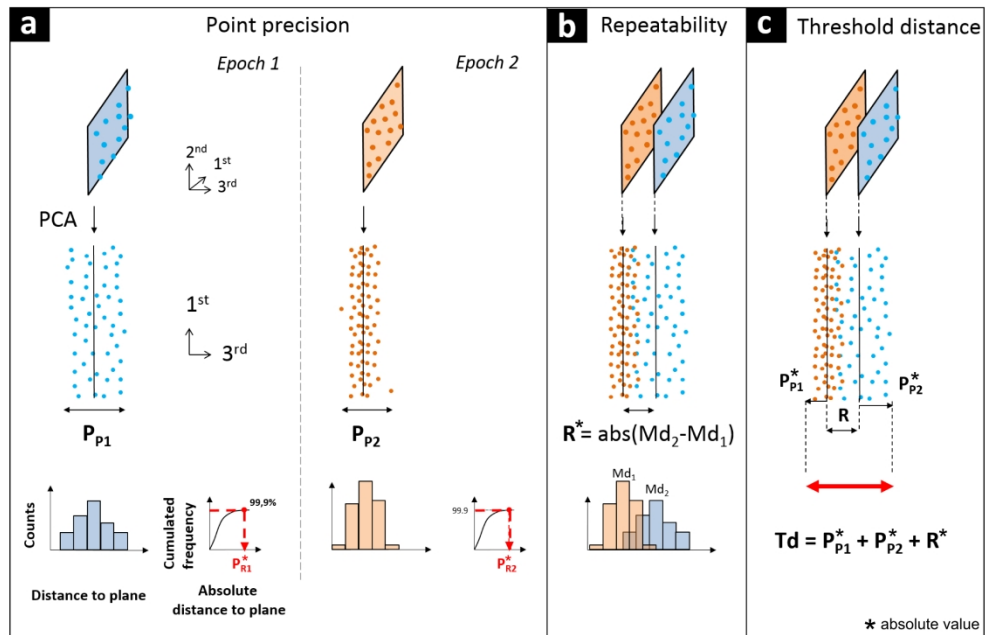 a
Point precision
Epoch 1
Epoch 2
2nd
1st
3rd
PCA
1st
3rd
PP1
PP2
Counts
Distance to plane
Cumulated frequency
99,9%
P*R1
Absolute
distance to plane
99.9
P*R2
b
Repeatability
R*= abs(Md2-Md1)
Md1
Md2
c
Threshold distance
P*P1
R
P*P2
Td = P*P1 + P*P2 + R*
* absolute value